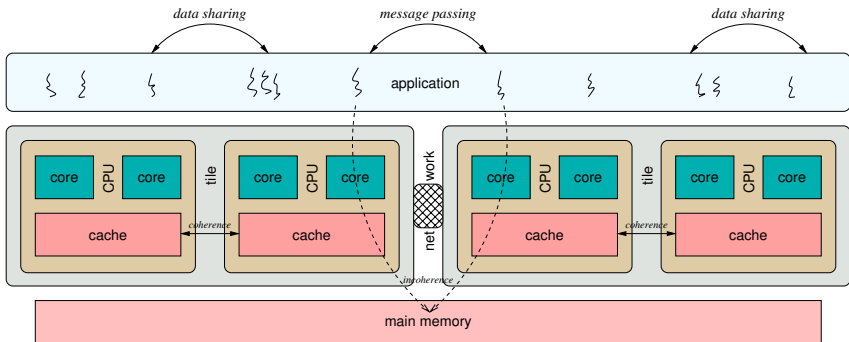 data sharing
message passing
data sharing
application
core
CPU
core
tile
core
CPU
core
net
work
core
CPU
core
tile
core
CPU
core
cache
coherence
cache
cache
coherence
cache
incoherence
main memory